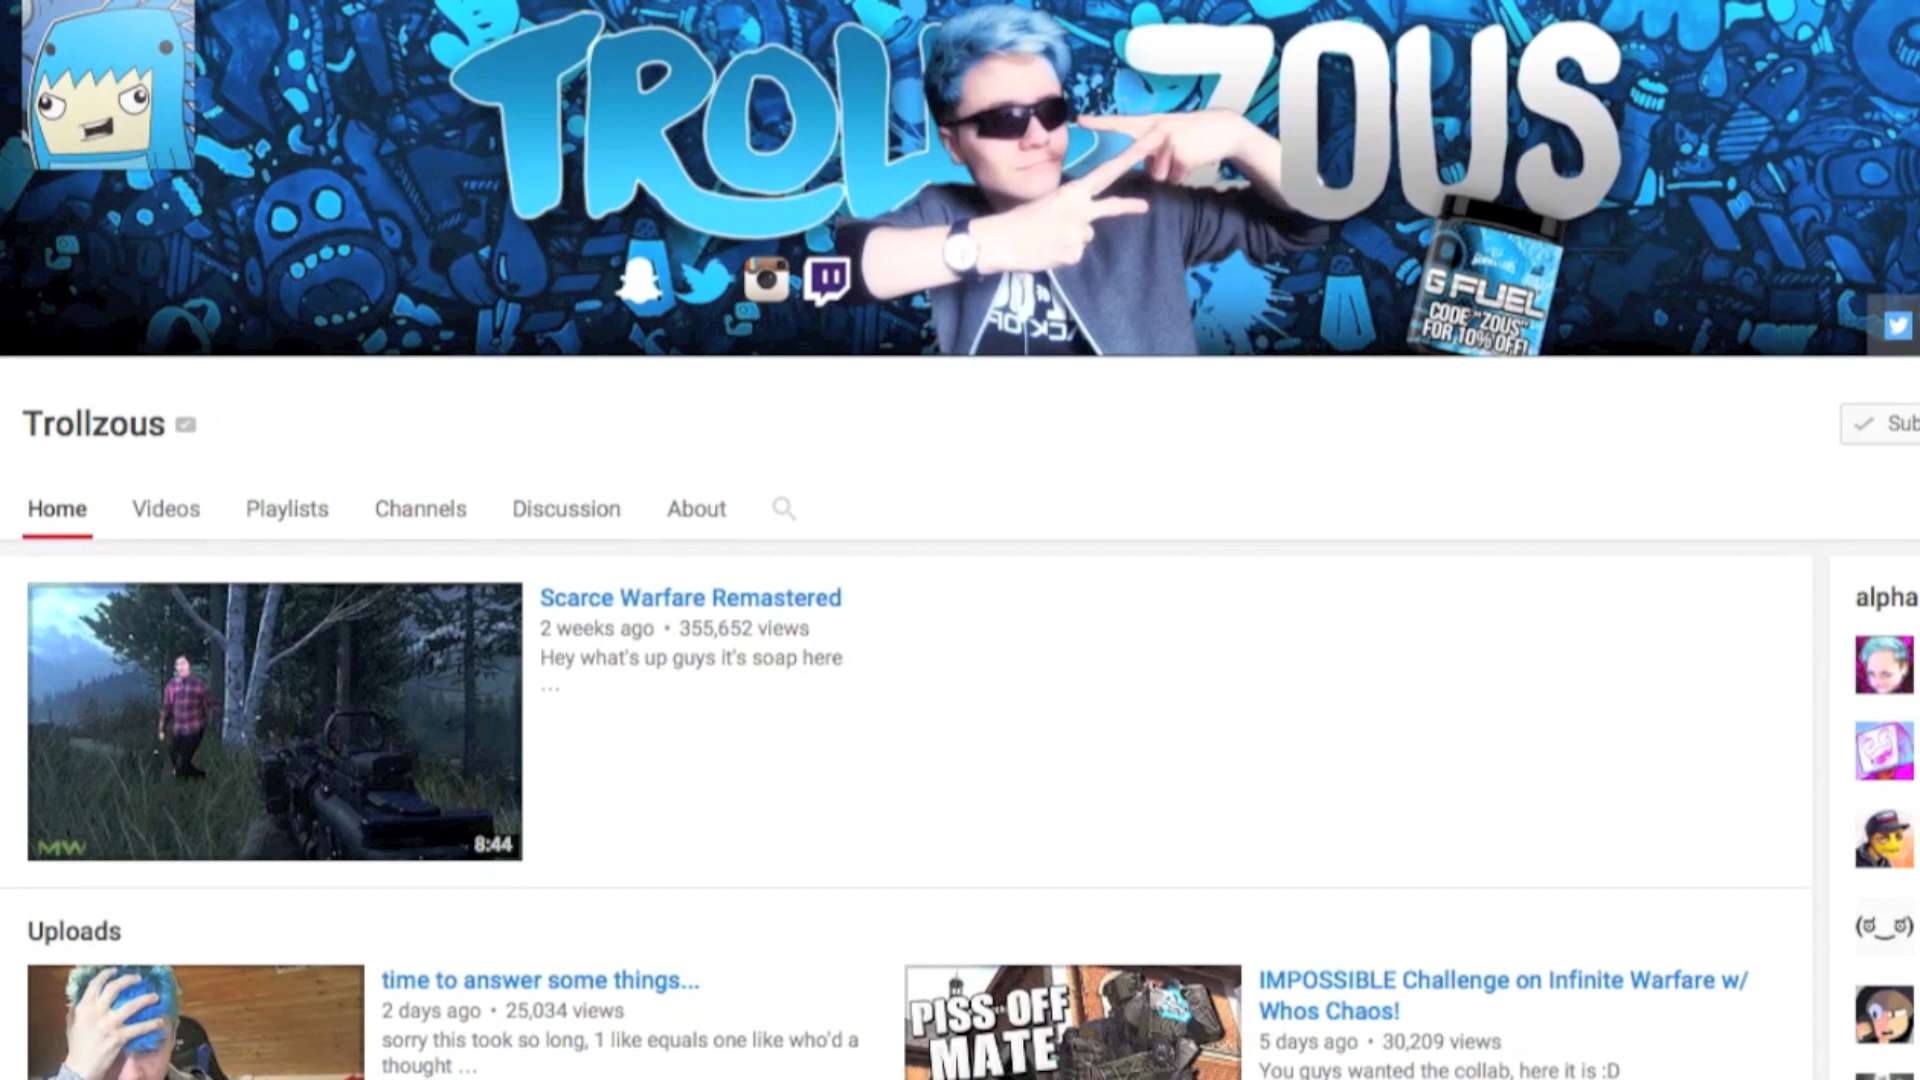 TROLL ZOUS
G FUEL
CODE "ZOUS"
FOR 10% OFF!
Trollzous
Sub
Home Videos Playlists Channels Discussion About
Scarce Warfare Remastered
2 weeks ago • 355,652 views
Hey what's up guys it's soap here
...
MW
8:44
alpha
Uploads
time to answer some things...
2 days ago • 25,034 views
sorry this took so long, 1 like equals one like who'd a
thought ...
PISS OFF
MATE
IMPOSSIBLE Challenge on Infinite Warfare w/
Whos Chaos!
5 days ago • 30,209 views
You guys wanted the collab, here it is :D